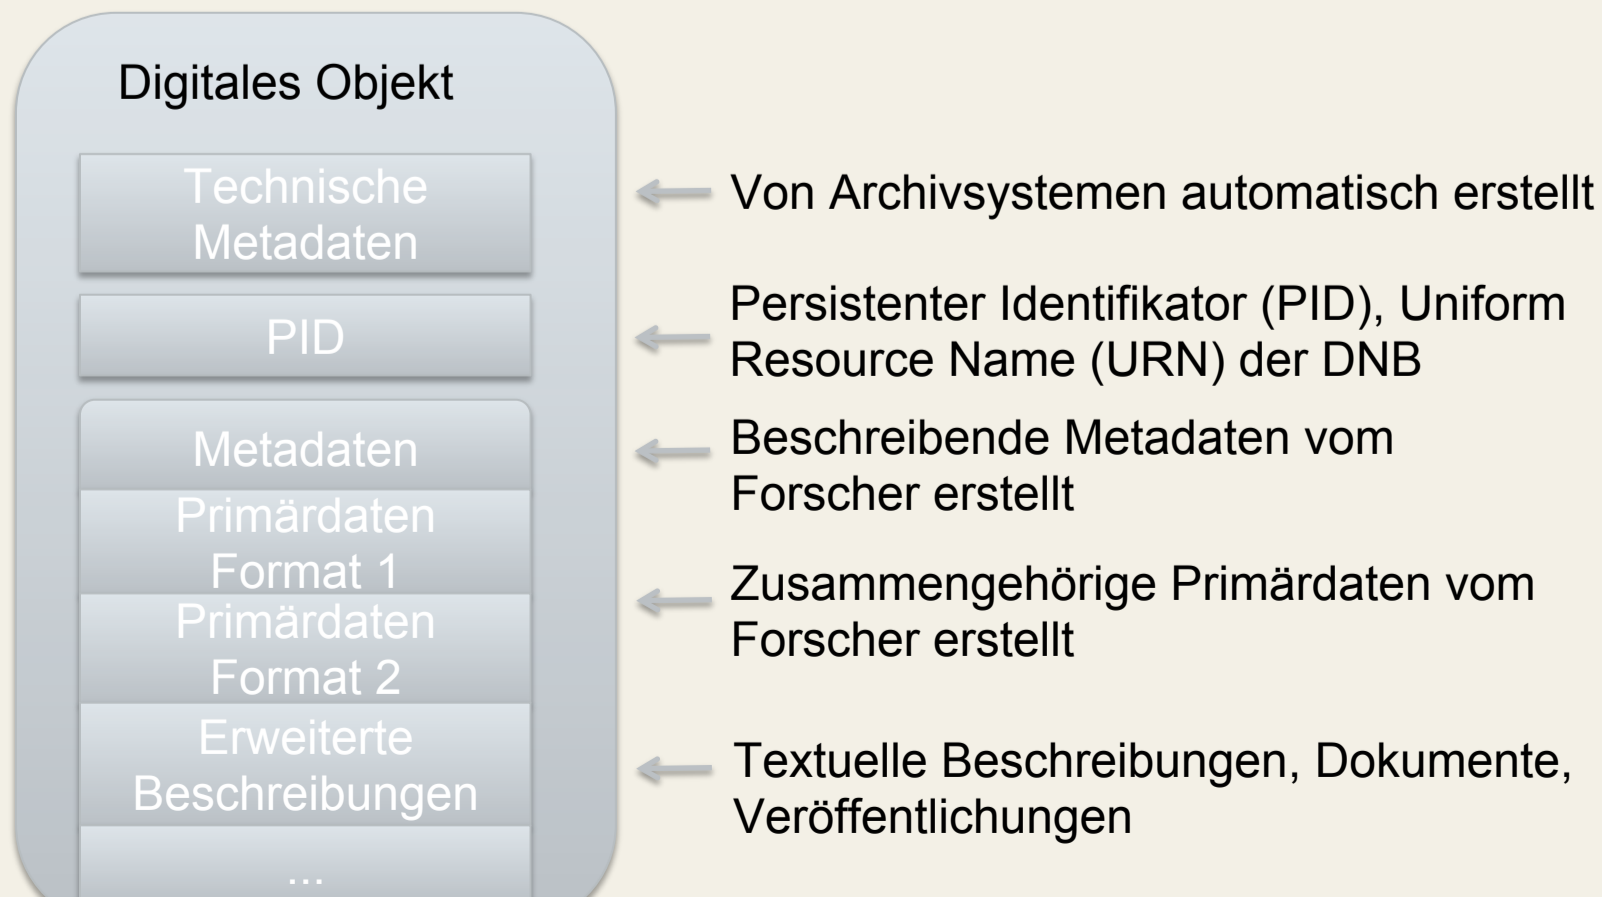 Digitales Objekt
Technische
Metadaten
Von Archivsystemen automatisch erstellt
PID
Persistenter Identifikator (PID), Uniform
Resource Name (URN) der DNB
Metadaten
Beschreibende Metadaten vom
Forscher erstellt
Primärdaten
Format 1
Primärdaten
Format 2
Zusammengehörige Primärdaten vom
Forscher erstellt
Erweiterte
Beschreibungen
Textuelle Beschreibungen, Dokumente,
Veröffentlichungen
...